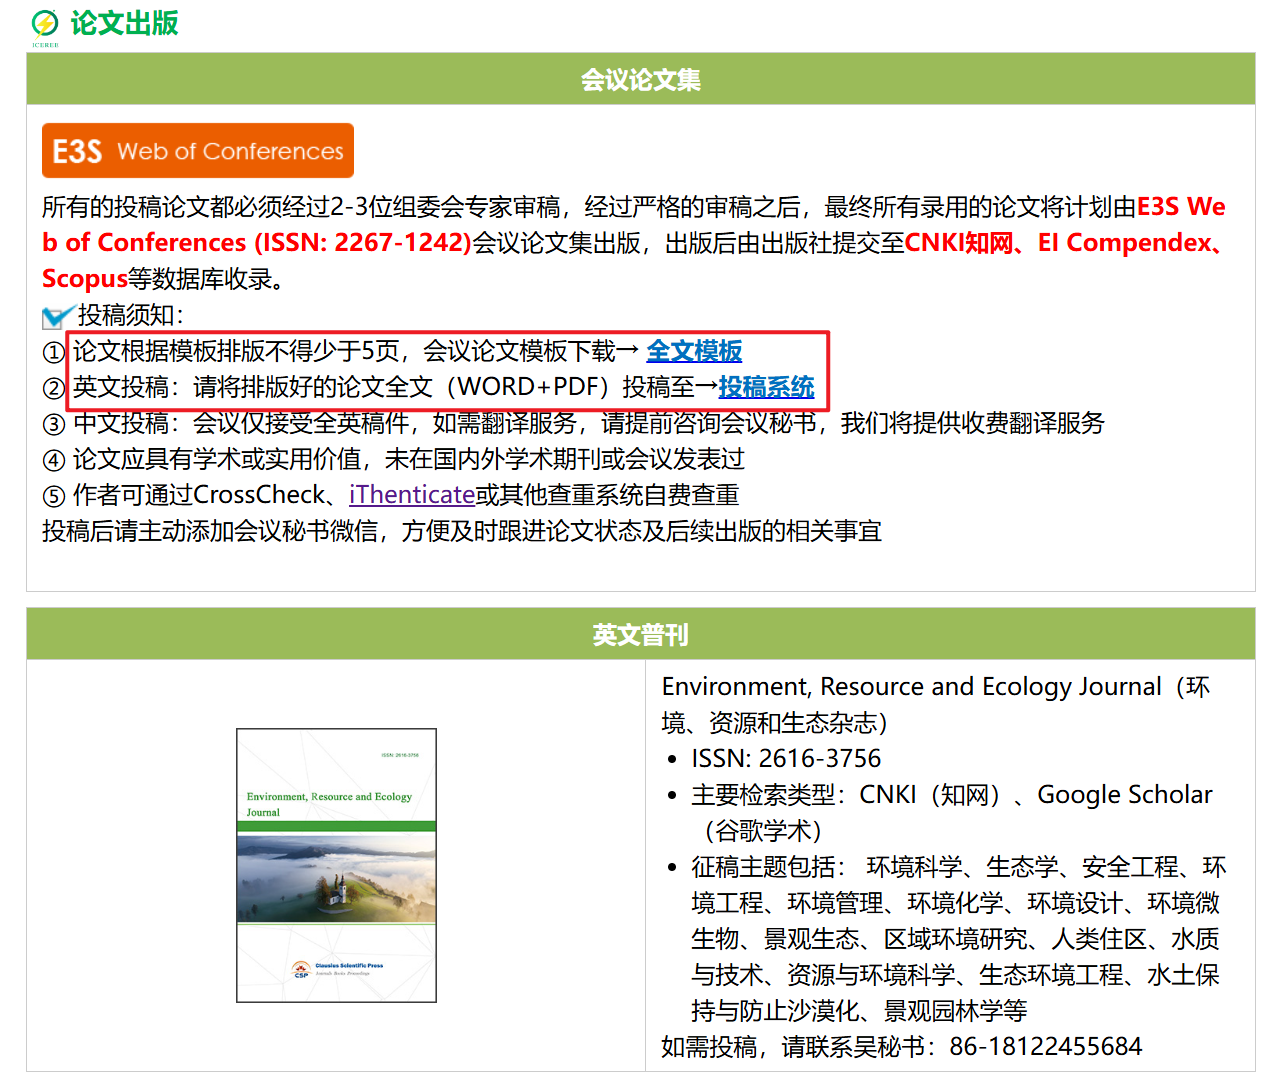 ICEREE
论文出版
会议论文集
E3S Web of Conferences
所有的投稿论文都必须经过2-3位组委会专家审稿，经过严格的审稿之后，最终所有录用的论文将计划由E3S We
b of Conferences (ISSN: 2267-1242)会议论文集出版，出版后由出版社提交至CNKI知网、EI Compendex、
Scopus等数据库收录。
投稿须知：
① 论文根据模板排版不得少于5页，会议论文模板下载→ 全文模板
② 英文投稿：请将排版好的论文全文（WORD+PDF）投稿至→投稿系统
③ 中文投稿：会议仅接受全英稿件，如需翻译服务，请提前咨询会议秘书，我们将提供收费翻译服务
④ 论文应具有学术或实用价值，未在国内外学术期刊或会议发表过
⑤ 作者可通过CrossCheck、iThenticate或其他查重系统自费查重
投稿后请主动添加会议秘书微信，方便及时跟进论文状态及后续出版的相关事宜
英文普刊
ISSN: 2616-3756
Environment, Resource and Ecology
Journal
CSP
Clausius Scientific Press
Journals Books Proceedings
Environment, Resource and Ecology Journal（环
境、资源和生态杂志）
• ISSN: 2616-3756
• 主要检索类型：CNKI（知网）、Google Scholar
（谷歌学术）
• 征稿主题包括： 环境科学、生态学、安全工程、环
境工程、环境管理、环境化学、环境设计、环境微
生物、景观生态、区域环境研究、人类住区、水质
与技术、资源与环境科学、生态环境工程、水土保
持与防止沙漠化、景观园林学等
如需投稿，请联系吴秘书：86-18122455684